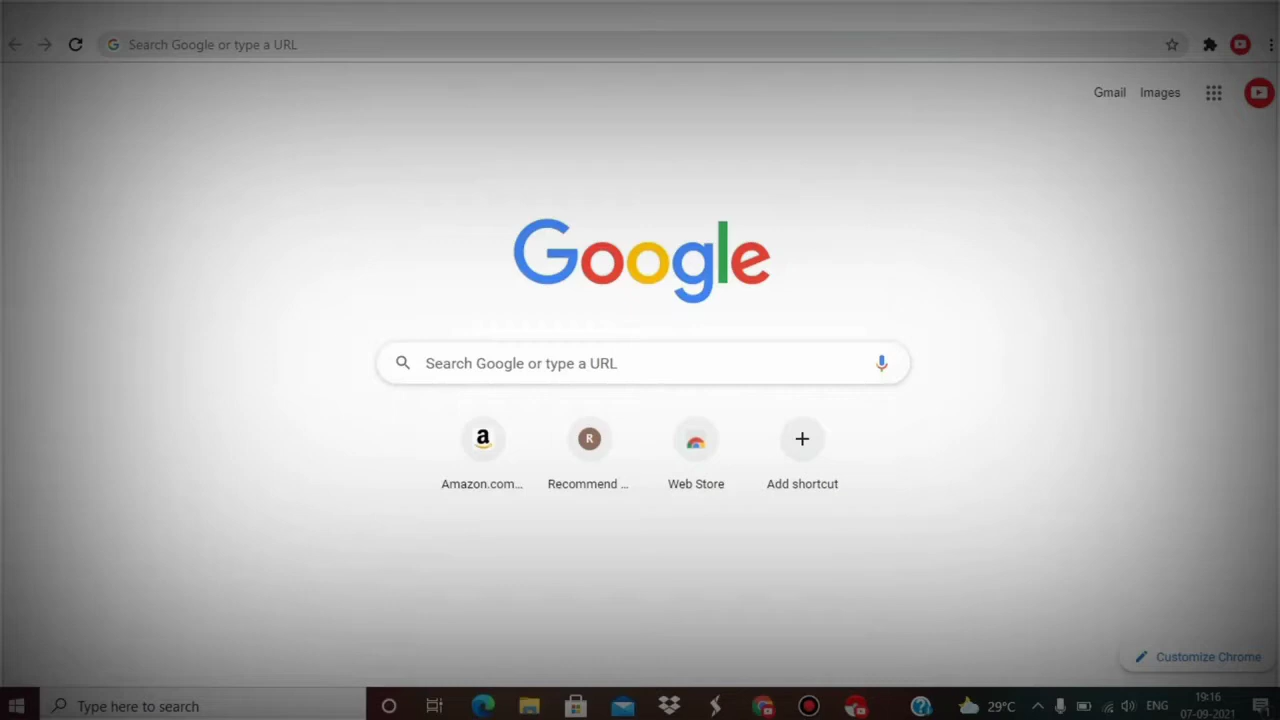 Search Google or type a URL
Gmail Images
Google
Search Google or type a URL
a
R
Amazon.com...
Recommend ...
Web Store
Add shortcut
Customize Chrome
Type here to search
29°C
ENG
19:16
07-09-2021